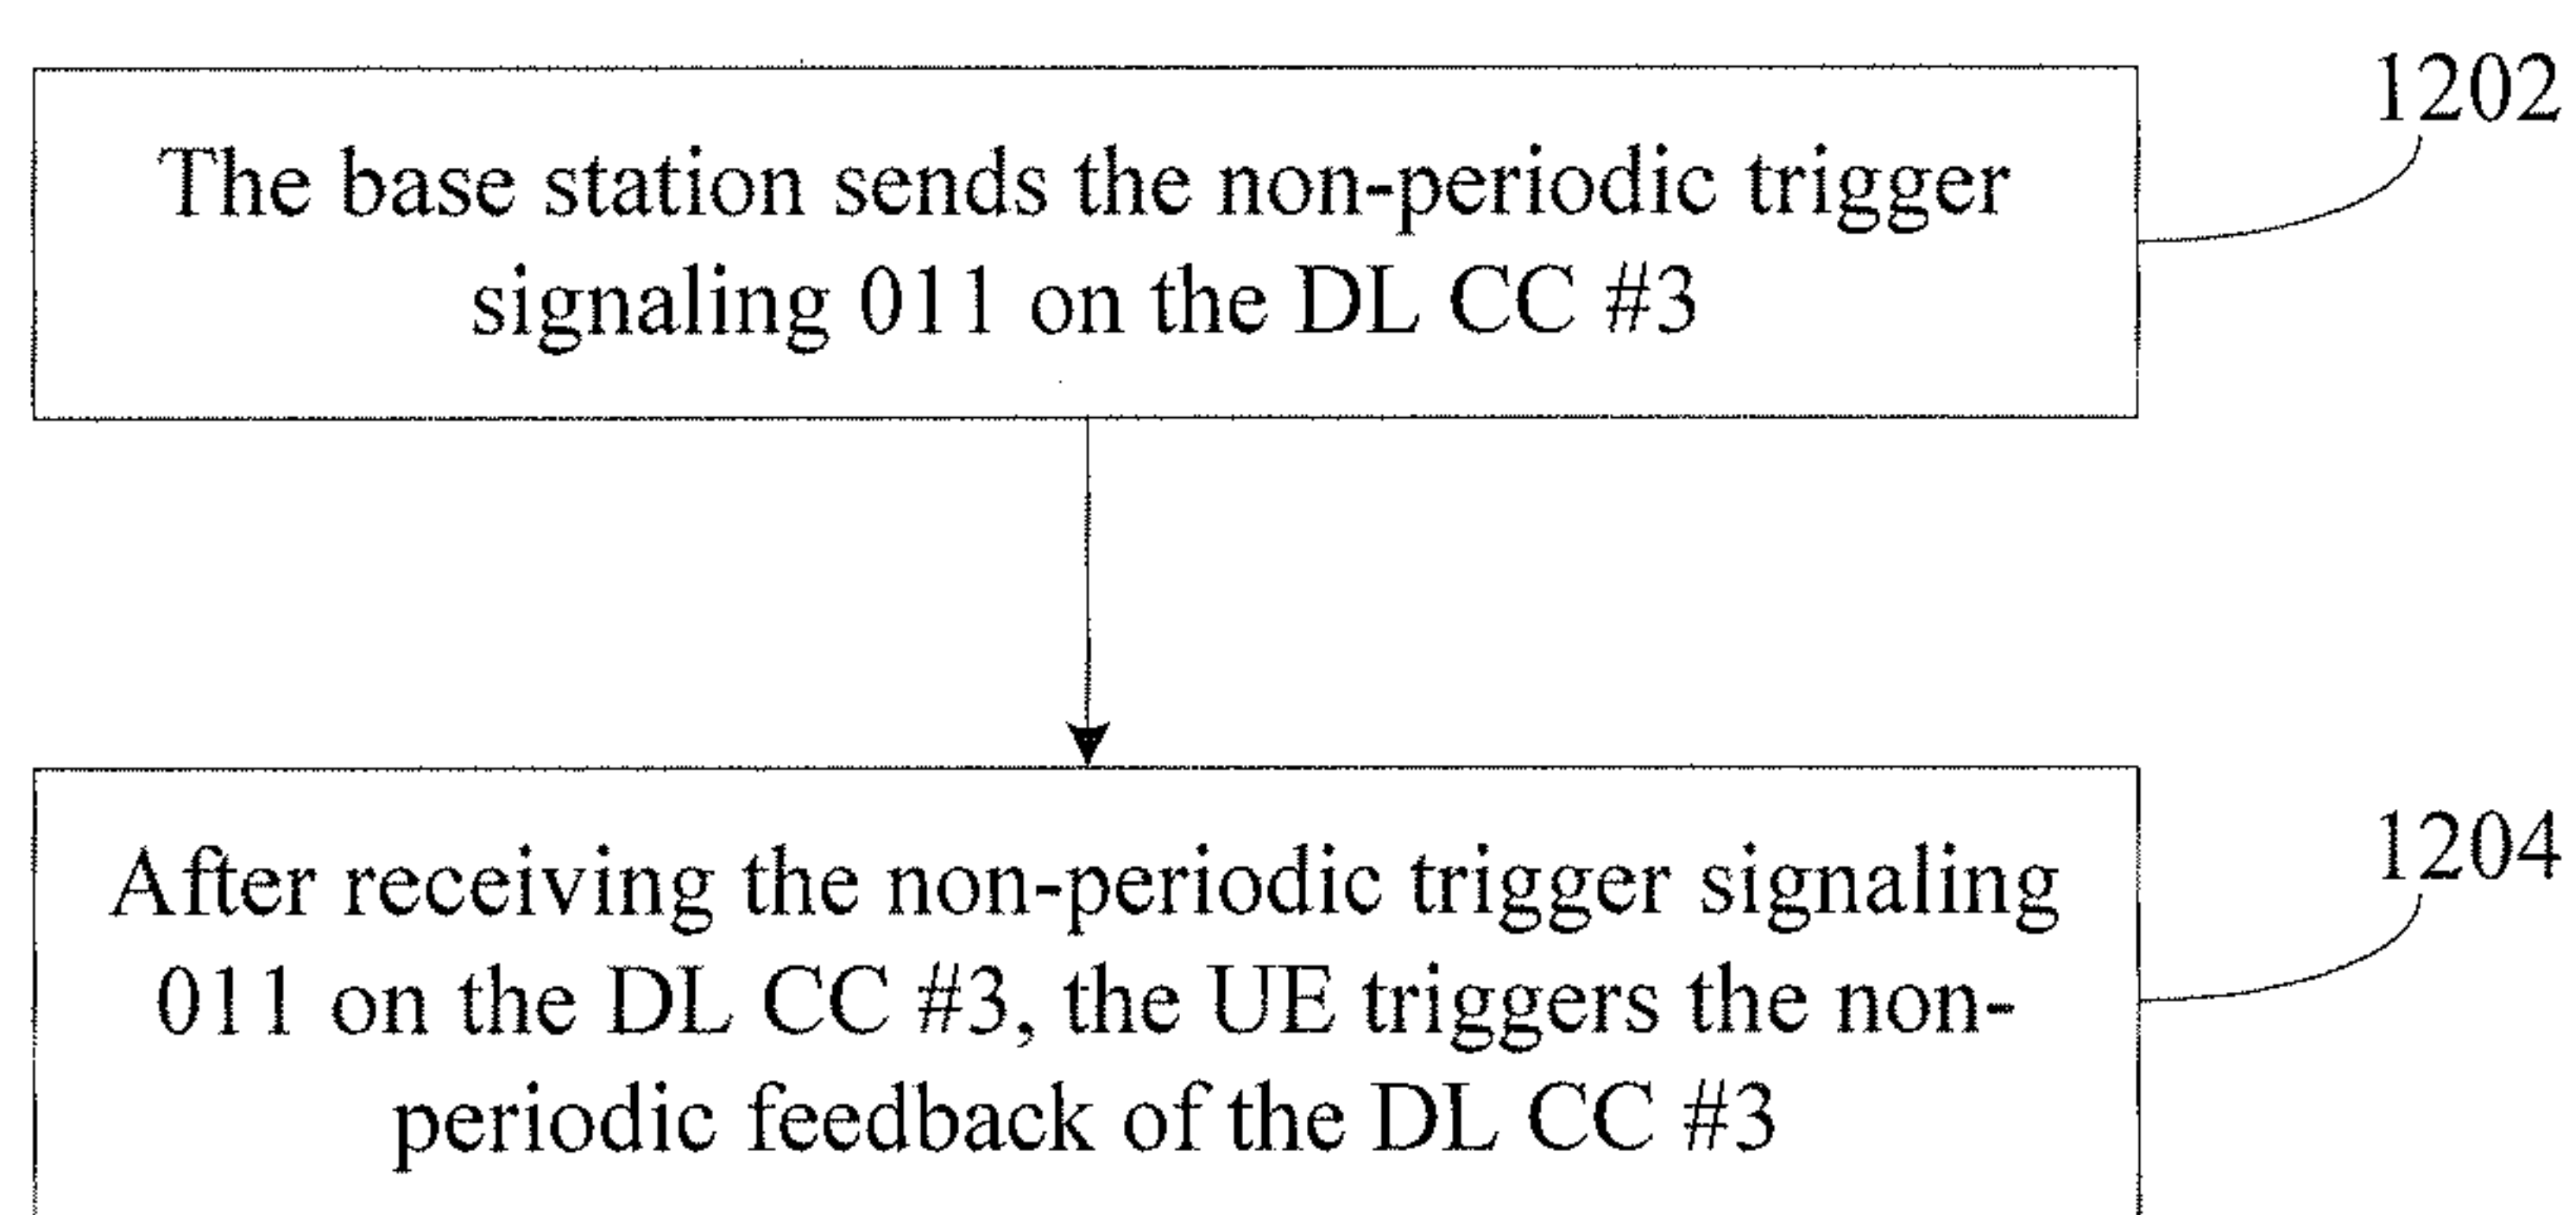 1202
The base station sends the non-periodic trigger
signaling 011 on the DL CC #3
1204
After receiving the non-periodic trigger signaling
011 on the DL CC #3, the UE triggers the non-
periodic feedback of the DL CC #3